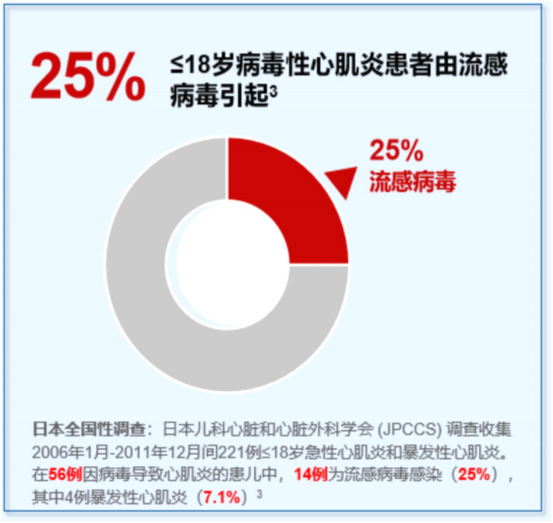 25%
≤18岁病毒性心肌炎患者由流感
病毒引起³
25%
流感病毒
日本全国性调查：日本儿科心脏和心脏外科学会 (JPCCS) 调查收集
2006年1月-2011年12月间221例≤18岁急性心肌炎和暴发性心肌炎。
在56例因病毒导致心肌炎的患儿中，14例为流感病毒感染（25%），
其中4例暴发性心肌炎（7.1%）³